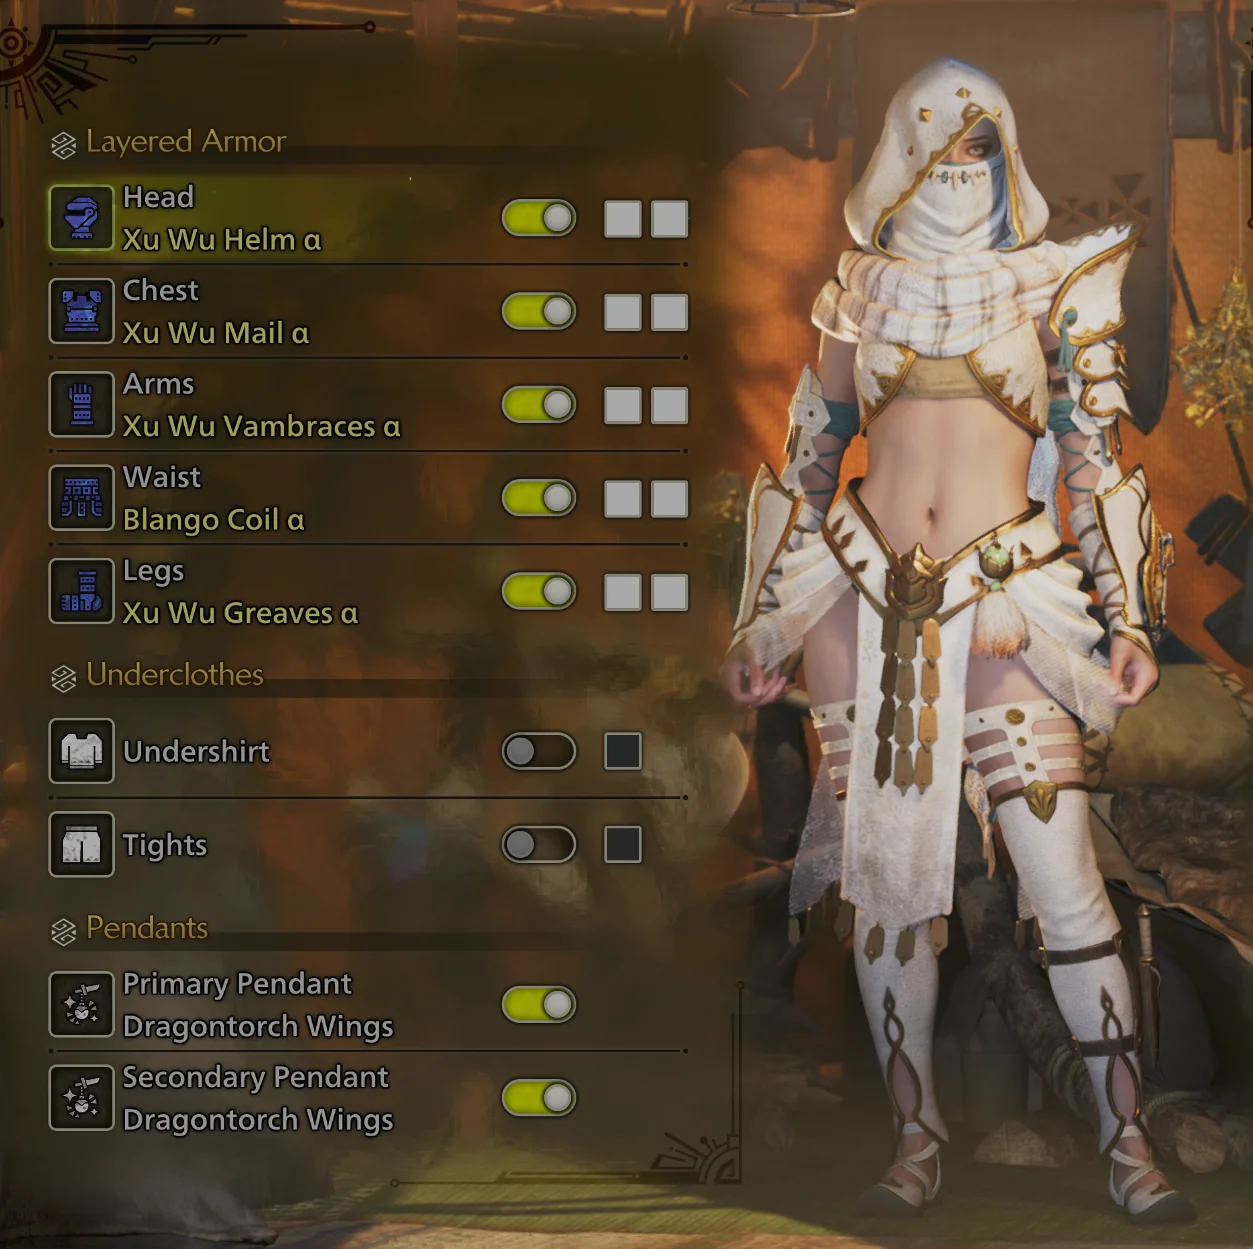 Layered Armor
Head
Xu Wu Helm α
Chest
Xu Wu Mail α
Arms
Xu Wu Vambraces α
Waist
Blango Coil α
Legs
Xu Wu Greaves α
Underclothes
Undershirt
Tights
Pendants
Primary Pendant
Dragontorch Wings
Secondary Pendant
Dragontorch Wings